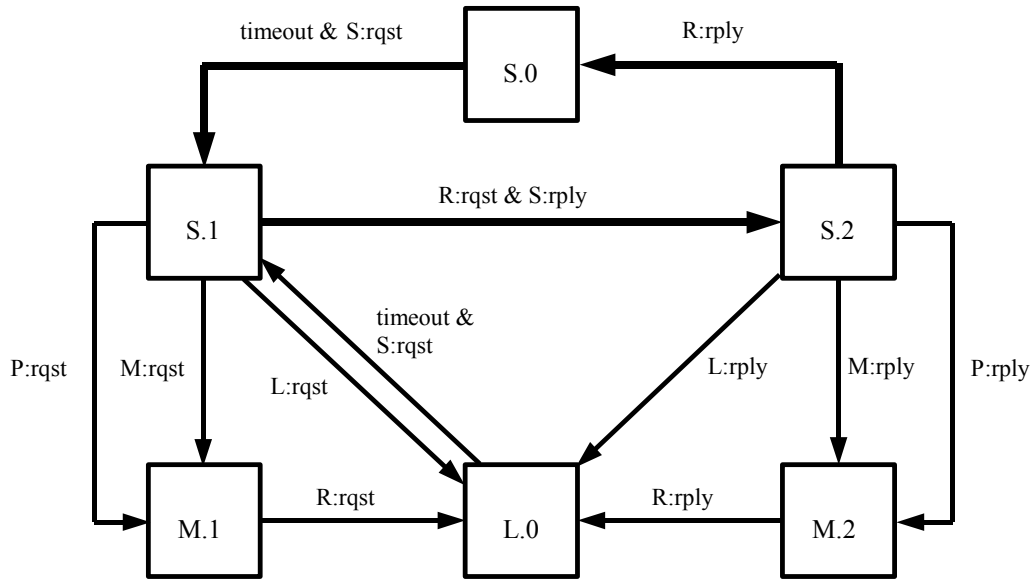 timeout & S:rqst
R:rply
S.0
S.1
R:rqst & S:rply
S.2
timeout &
S:rqst
P:rqst
M:rqst
L:rqst
L:rply
M:rply
P:rply
M.1
R:rqst
L.0
R:rply
M.2